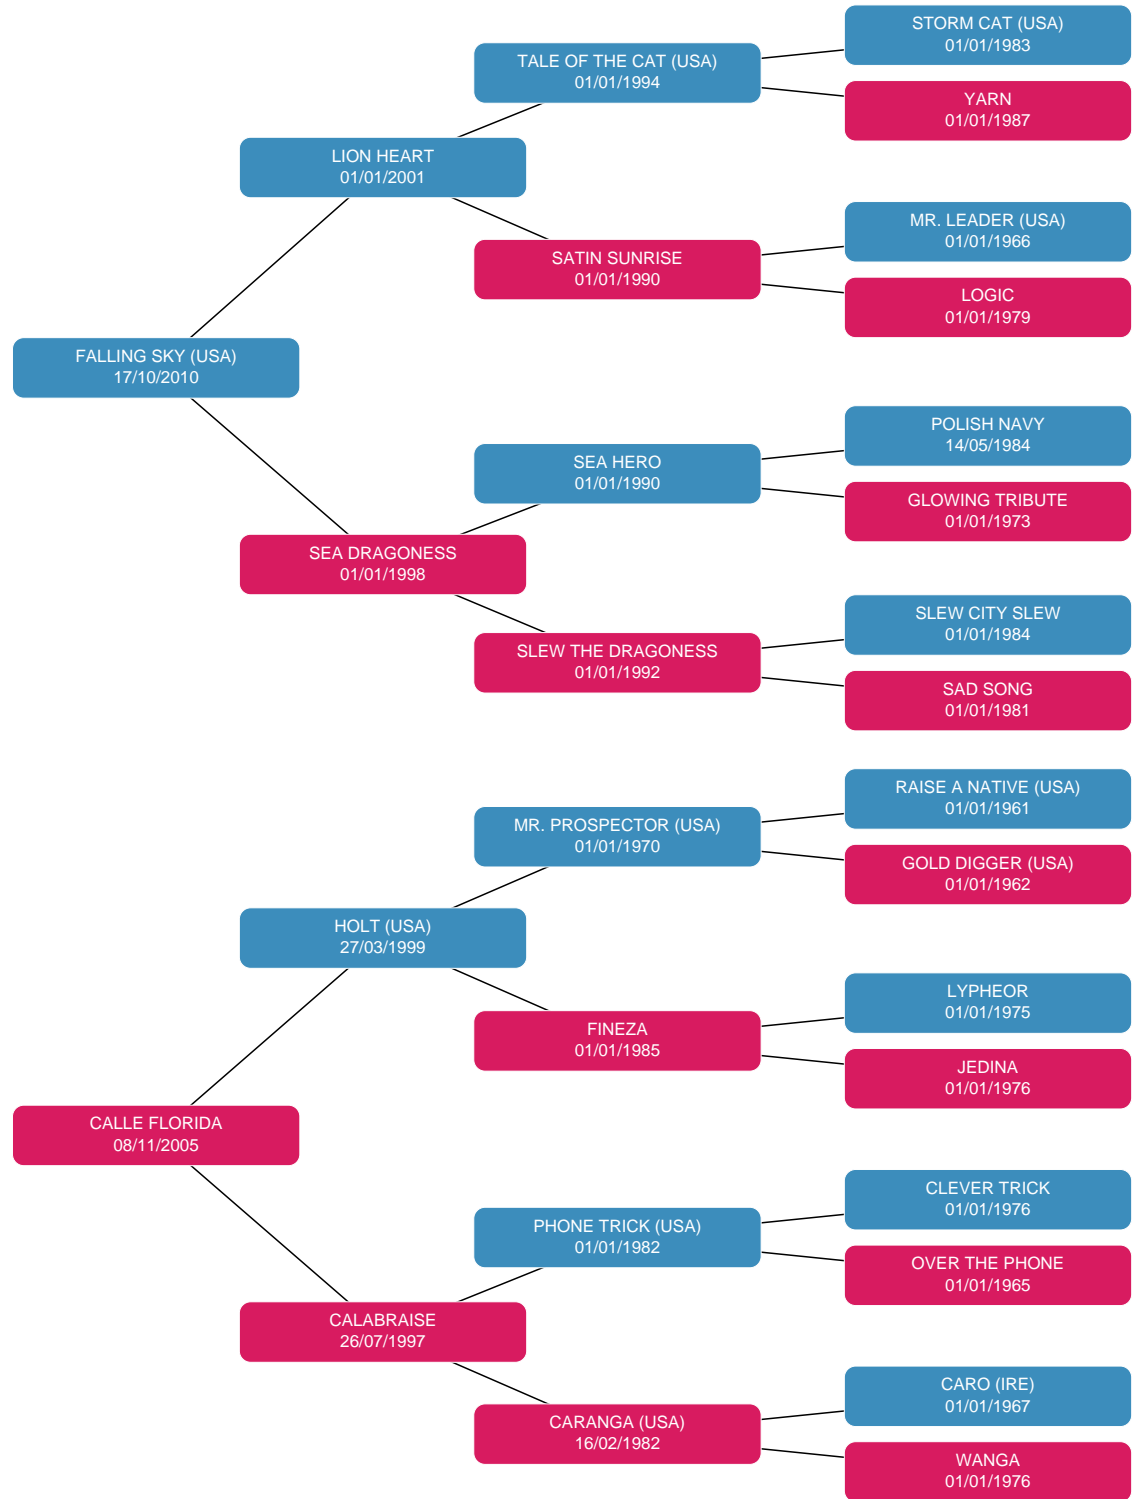 STORM CAT (USA)
01/01/1983
TALE OF THE CAT (USA)
01/01/1994
YARN
01/01/1987
LION HEART
01/01/2001
MR. LEADER (USA)
01/01/1966
SATIN SUNRISE
01/01/1990
LOGIC
01/01/1979
FALLING SKY (USA)
17/10/2010
POLISH NAVY
14/05/1984
SEA HERO
01/01/1990
GLOWING TRIBUTE
01/01/1973
SEA DRAGONESS
01/01/1998
SLEW CITY SLEW
01/01/1984
SLEW THE DRAGONESS
01/01/1992
SAD SONG
01/01/1981
RAISE A NATIVE (USA)
01/01/1961
MR. PROSPECTOR (USA)
01/01/1970
GOLD DIGGER (USA)
01/01/1962
HOLT (USA)
27/03/1999
LYPHEOR
01/01/1975
FINEZA
01/01/1985
JEDINA
01/01/1976
CALLE FLORIDA
08/11/2005
CLEVER TRICK
01/01/1976
PHONE TRICK (USA)
01/01/1982
OVER THE PHONE
01/01/1965
CALABRAISE
26/07/1997
CARO (IRE)
01/01/1967
CARANGA (USA)
16/02/1982
WANGA
01/01/1976